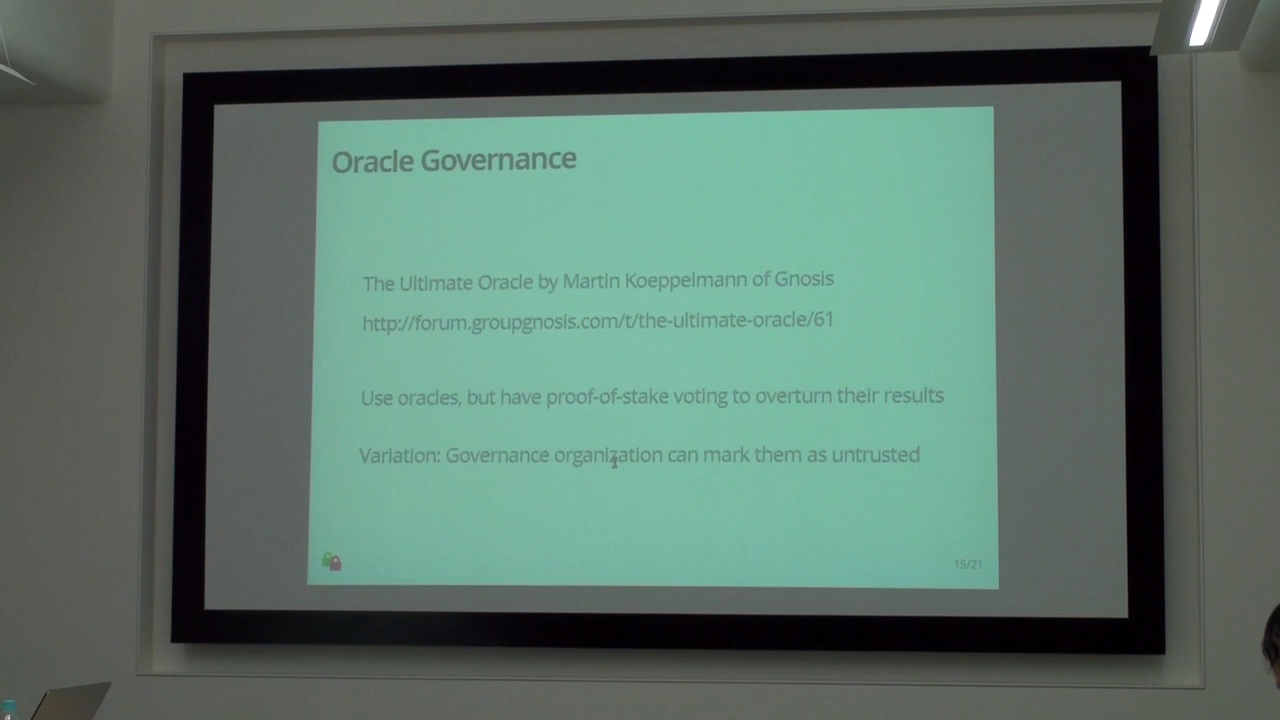 Oracle Governance
The Ultimate Oracle by Martin Koeppelmann of Gnosis
http://forum.groupgnosis.com/t/the-ultimate-oracle/61
Use oracles, but have proof-of-stake voting to overturn their results
Variation: Governance organization can mark them as untrusted
15/21